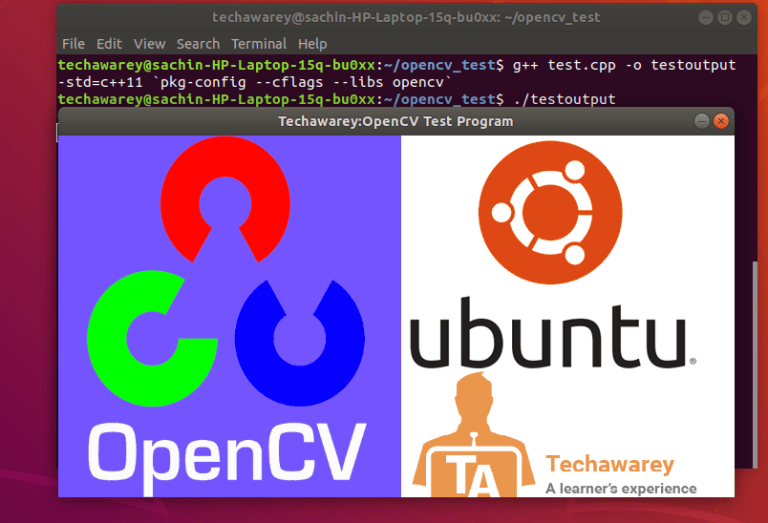 techawarey@sachin-HP-Laptop-15q-bu0xx: ~/opencv_test
File Edit View Search Terminal Help
techawarey@sachin-HP-Laptop-15q-bu0xx:~/opencv_test$ g++ test.cpp -o testoutput
-std=c++11 `pkg-config --cflags --libs opencv`
techawarey@sachin-HP-Laptop-15q-bu0xx:~/opencv_test$ ./testoutput
Techawarey:OpenCV Test Program
OpenCV
ubuntu®
TA
Techawarey
A learner's experience